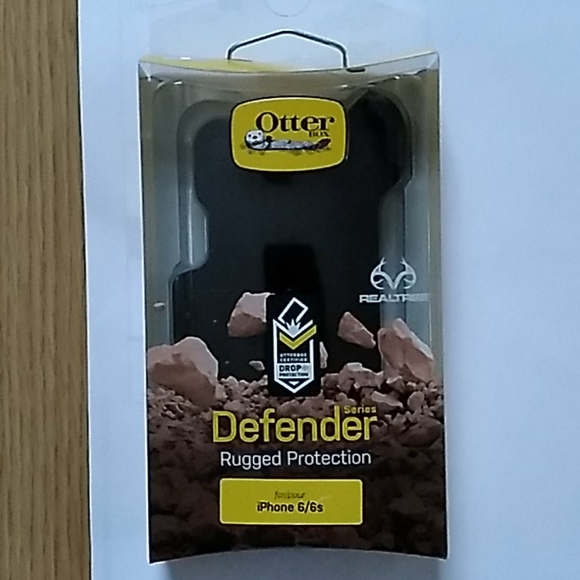 Otter
BOX
REALTREE
OTTERBOX
CERTIFIED
DROP+
PROTECTION
Defender Series
Rugged Protection
for/pour
iPhone 6/6s